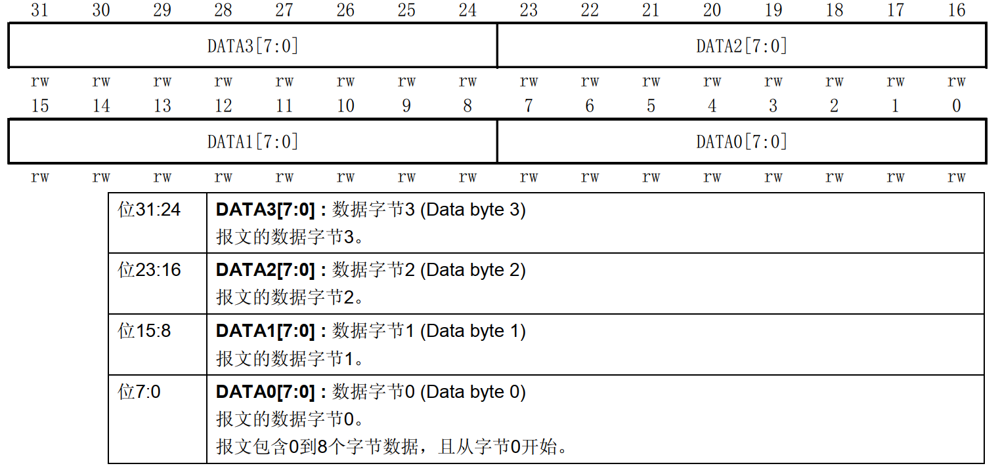 31 30 29 28 27 26 25 24 23 22 21 20 19 18 17 16
DATA3[7:0] DATA2[7:0]
rw rw rw rw rw rw rw rw rw rw rw rw rw rw rw rw
15 14 13 12 11 10 9 8 7 6 5 4 3 2 1 0
DATA1[7:0] DATA0[7:0]
rw rw rw rw rw rw rw rw rw rw rw rw rw rw rw rw
位31:24 DATA3[7:0] : 数据字节3 (Data byte 3)
报文的数据字节3。
位23:16 DATA2[7:0] : 数据字节2 (Data byte 2)
报文的数据字节2。
位15:8 DATA1[7:0] : 数据字节1 (Data byte 1)
报文的数据字节1。
位7:0 DATA0[7:0] : 数据字节0 (Data byte 0)
报文的数据字节0。
报文包含0到8个字节数据，且从字节0开始。